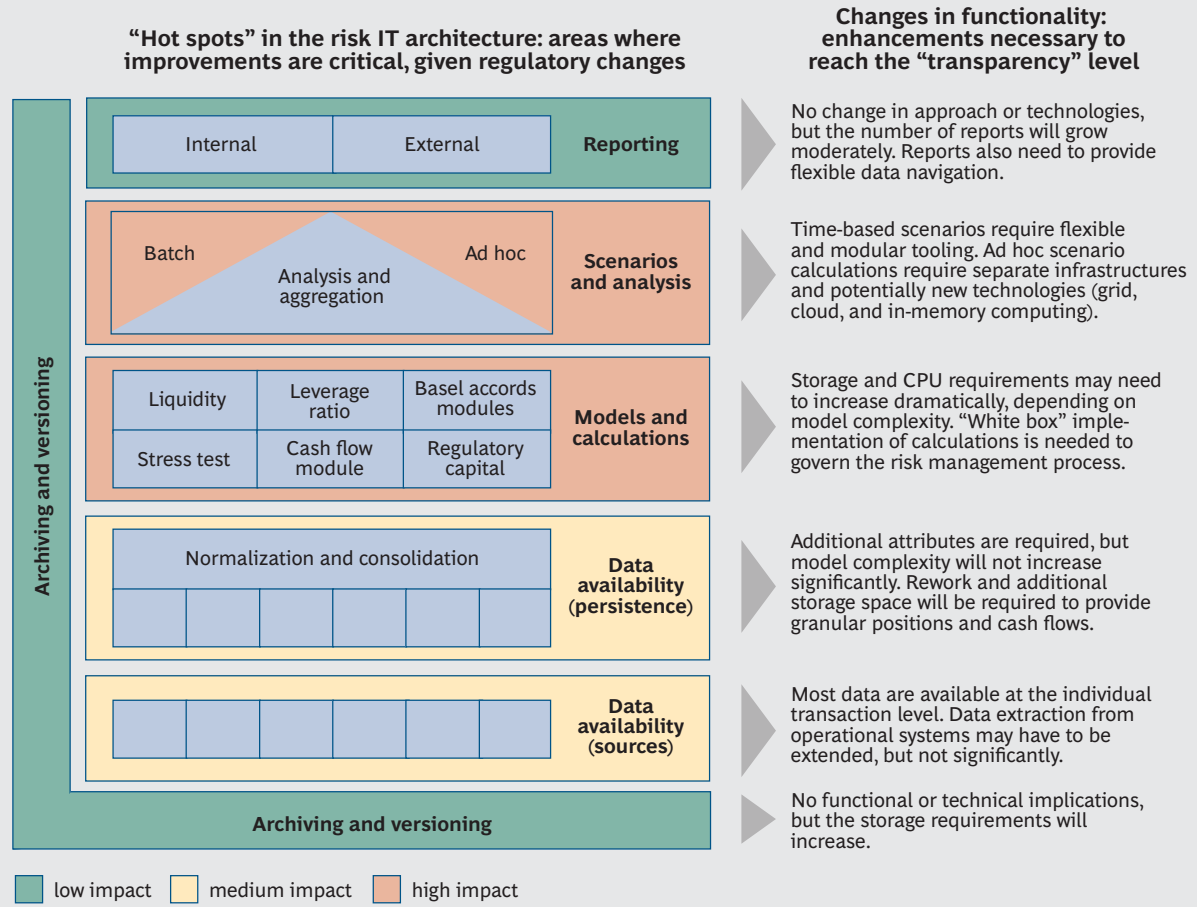 “Hot spots” in the risk IT architecture: areas where
improvements are critical, given regulatory changes
Changes in functionality:
enhancements necessary to
reach the “transparency” level
Archiving and versioning
Internal
External
Reporting
No change in approach or technologies,
but the number of reports will grow
moderately. Reports also need to provide
flexible data navigation.
Batch
Ad hoc
Analysis and
aggregation
Scenarios
and analysis
Time-based scenarios require flexible
and modular tooling. Ad hoc scenario
calculations require separate infrastructures
and potentially new technologies (grid,
cloud, and in-memory computing).
Liquidity
Leverage
ratio
Basel accords
modules
Stress test
Cash flow
module
Regulatory
capital
Models and
calculations
Storage and CPU requirements may need
to increase dramatically, depending on
model complexity. “White box” imple-
mentation of calculations is needed to
govern the risk management process.
Normalization and consolidation
Data
availability
(persistence)
Additional attributes are required, but
model complexity will not increase
significantly. Rework and additional
storage space will be required to provide
granular positions and cash flows.
Data
availability
(sources)
Most data are available at the individual
transaction level. Data extraction from
operational systems may have to be
extended, but not significantly.
Archiving and versioning
No functional or technical implications,
but the storage requirements will
increase.
low impact
medium impact
high impact